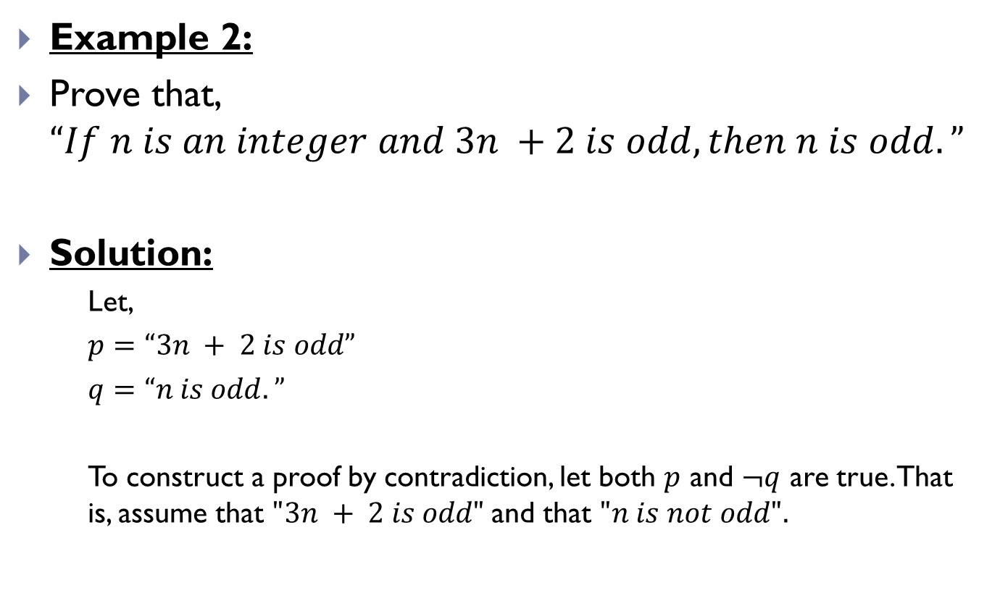 Example 2:
Prove that,
“If n is an integer and 3n + 2 is odd, then n is odd.”
Solution:
Let,
p = “3n + 2 is odd”
q = “n is odd.”
To construct a proof by contradiction, let both p and ¬q are true. That
is, assume that "3n + 2 is odd" and that "n is not odd".